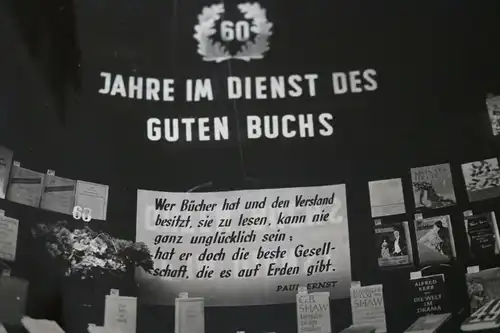 60
JAHRE IM DIENST DES
GUTEN BUCHS
Wer Bücher hat und den Verstand
besitzt, sie zu lesen, kann nie
ganz unglücklich sein;
hat er doch die beste Gesell-
schaft, die es auf Erden gibt.
PAUL ERNST
60
G.B.
SHAW
ALFRED
KERR
DIE WELT IM
DRAMA